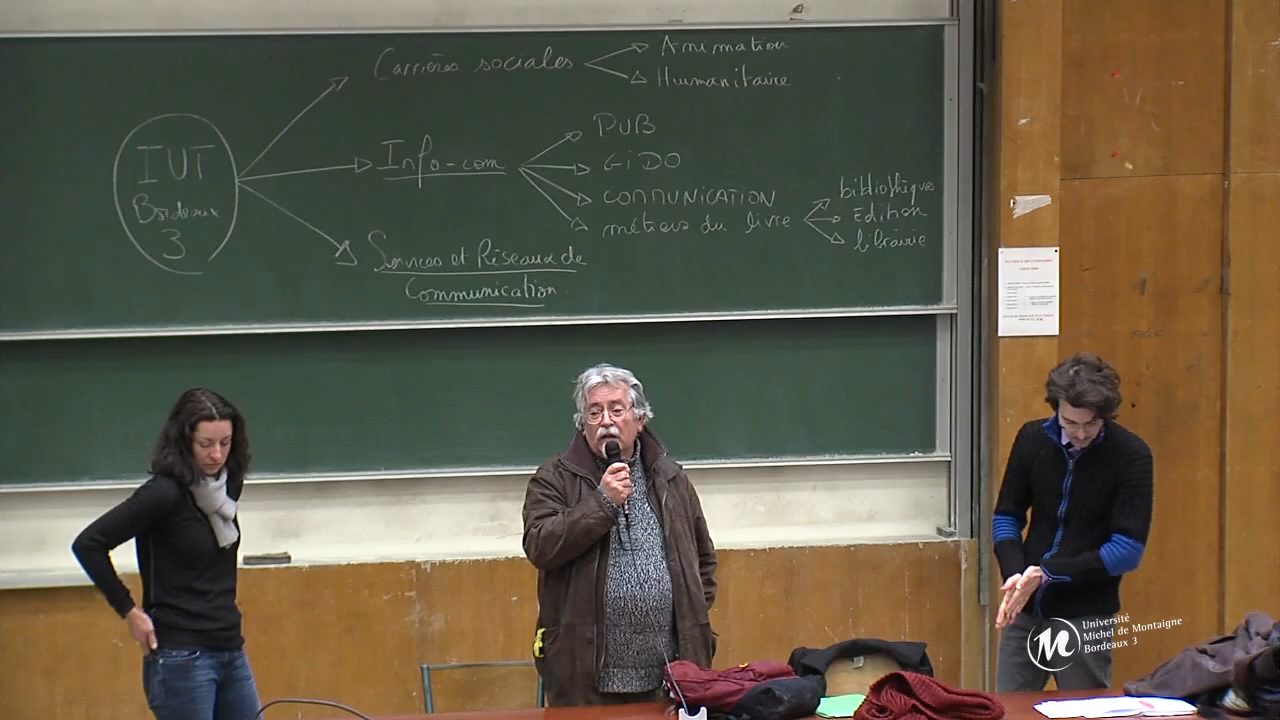 Carrières sociales
Animation
Humanitaire
IUT
Bordeaux
3
Info-com
PUB
GiDO
COMMUNICATION
métiers du livre
bibliothèques
Edition
librairie
Services et Réseaux de
Communication
Université
Michel de Montaigne
Bordeaux 3